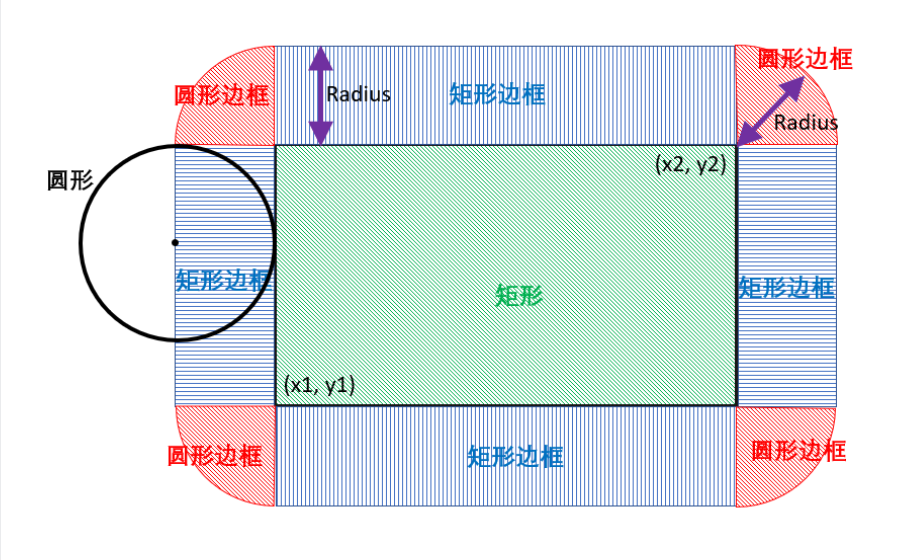 圆形边框
Radius
矩形边框
圆形边框
Radius
圆形
(x2, y2)
矩形边框
矩形
矩形边框
(x1, y1)
圆形边框
矩形边框
圆形边框